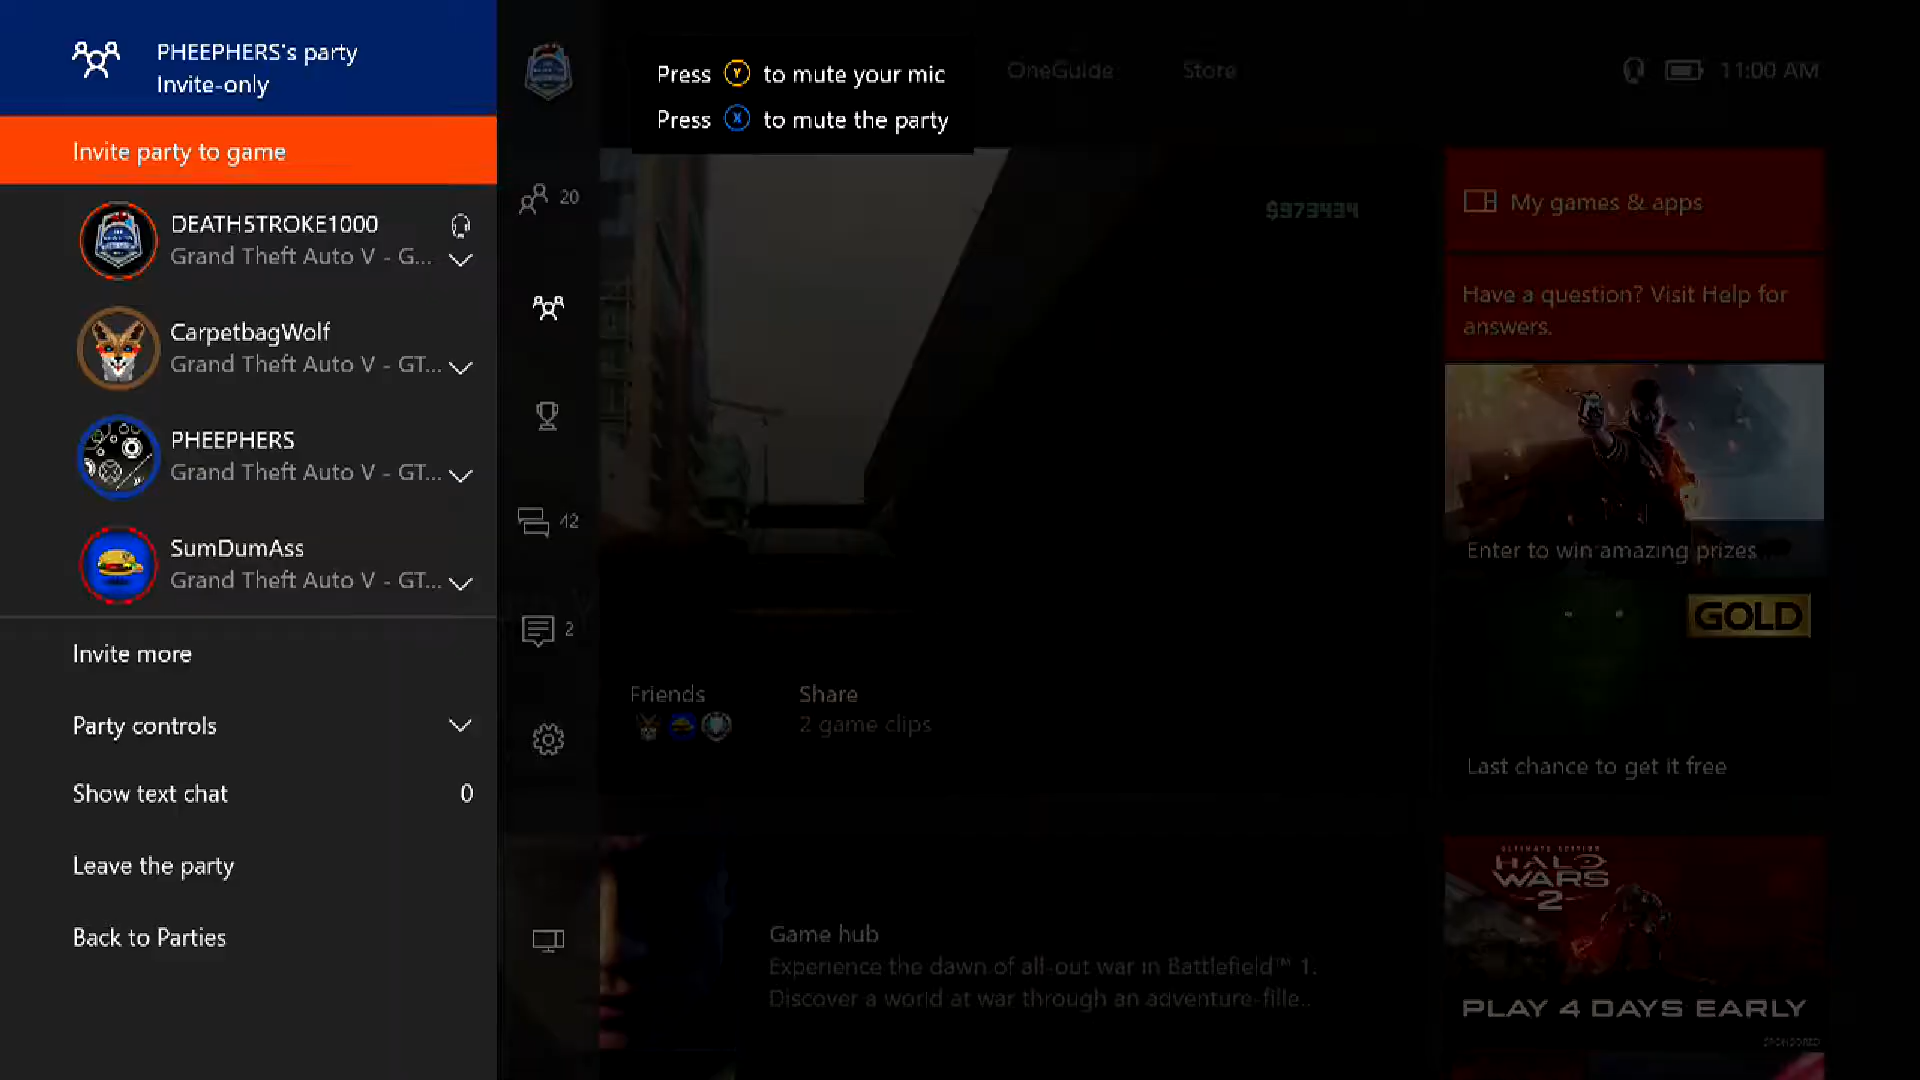 PHEEPHERS's party
Invite-only
Invite party to game
DEATH5TROKE1000
Grand Theft Auto V - G...
CarpetbagWolf
Grand Theft Auto V - GT...
PHEEPHERS
Grand Theft Auto V - GT...
SumDumAss
Grand Theft Auto V - GT...
Invite more
Party controls
Show text chat 0
Leave the party
Back to Parties
20
42
2
Press Y to mute your mic
Press X to mute the party
OneGuide Store
11:00 AM
$973434
Friends
Share
2 game clips
Game hub
Experience the dawn of all-out war in Battlefield™ 1.
Discover a world at war through an adventure-fille..
My games & apps
Have a question? Visit Help for
answers.
Enter to win amazing prizes
GOLD
Last chance to get it free
ULTIMATE EDITION
HALO
WARS
2
PLAY 4 DAYS EARLY
SPONSORED